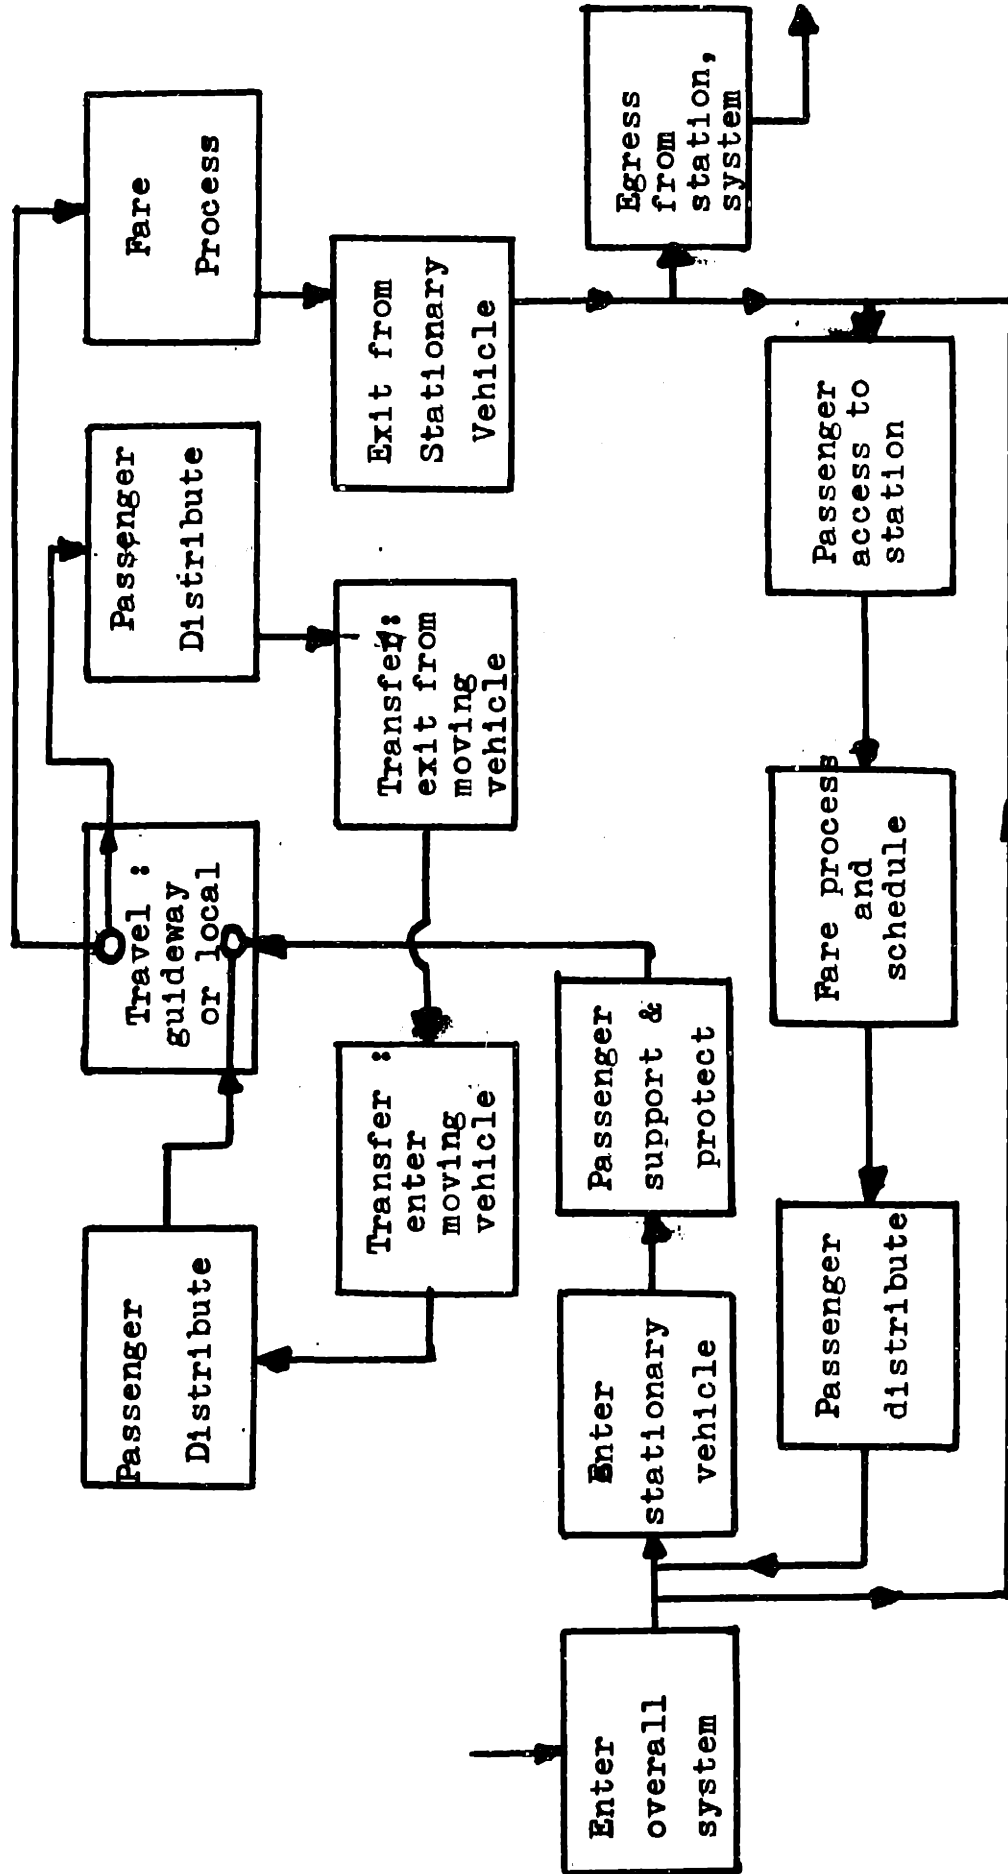 Passenger
Distribute
Travel :
guideway
or local
Passenger
Distribute
Fare
Process
Transfer :
enter
moving
vehicle
Transfer:
exit from
moving
vehicle
Exit from
Stationary
Vehicle
Enter
overall
system
Enter
stationary
vehicle
Passenger
support &
protect
Egress
from
station,
system
Passenger
distribute
Fare process
and
schedule
Passenger
access to
station